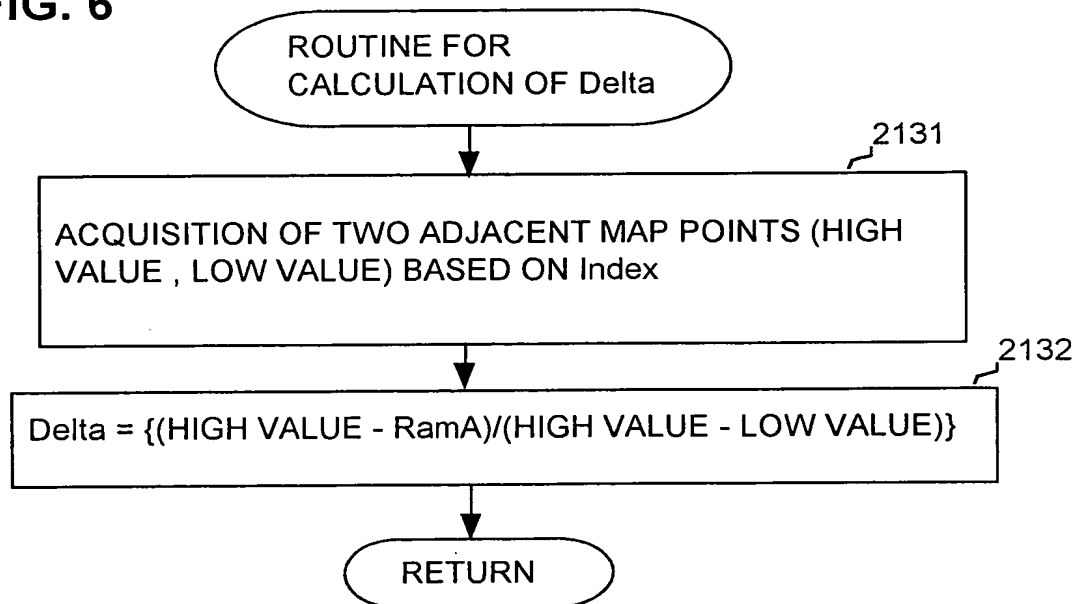 FIG. 6
ROUTINE FOR
CALCULATION OF Delta
2131
ACQUISITION OF TWO ADJACENT MAP POINTS (HIGH
VALUE , LOW VALUE) BASED ON Index
2132
Delta = {(HIGH VALUE - RamA)/(HIGH VALUE - LOW VALUE)}
RETURN